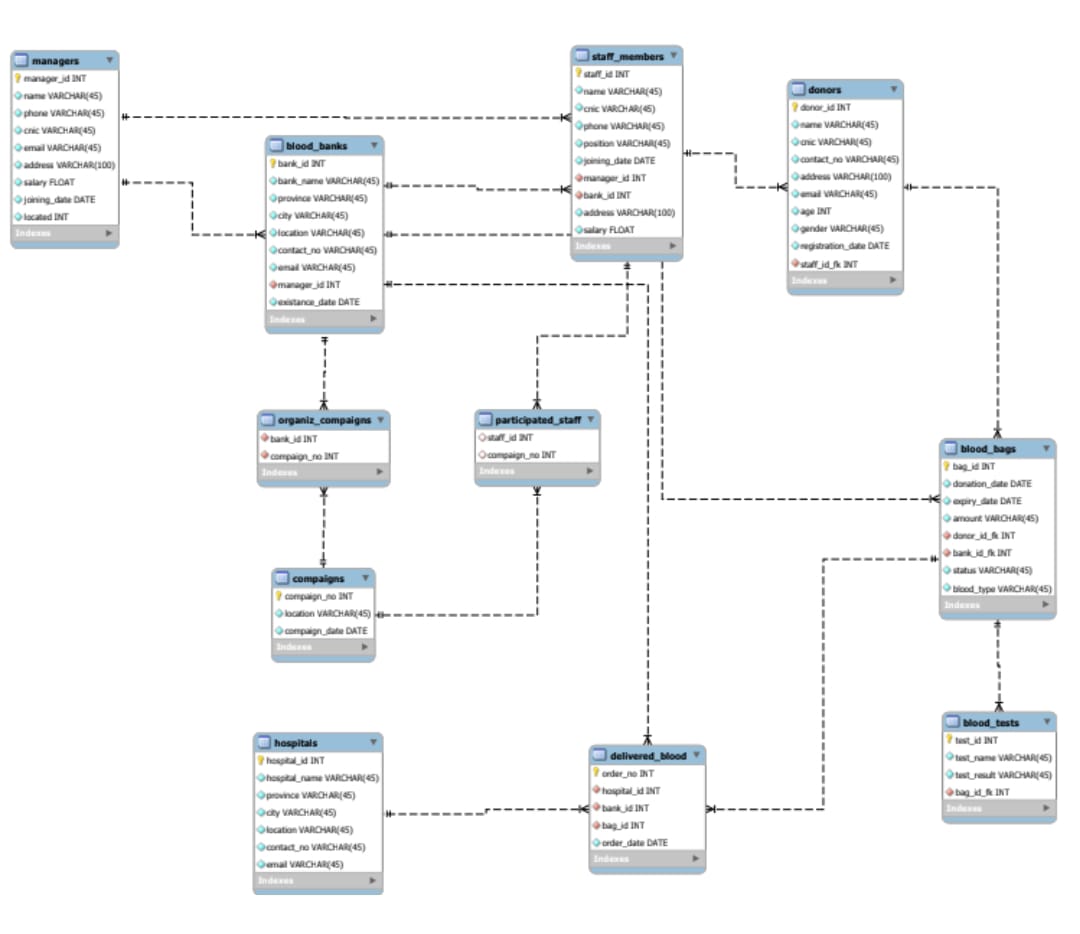 managers
manager_id INT
name VARCHAR(45)
phone VARCHAR(45)
cnic VARCHAR(45)
email VARCHAR(45)
address VARCHAR(100)
salary FLOAT
joining_date DATE
located INT
Indexes
blood_banks
bank_id INT
bank_name VARCHAR(45)
province VARCHAR(45)
city VARCHAR(45)
location VARCHAR(45)
contact_no VARCHAR(45)
email VARCHAR(45)
manager_id INT
existance_date DATE
Indexes
staff_members
staff_id INT
name VARCHAR(45)
cnic VARCHAR(45)
phone VARCHAR(45)
position VARCHAR(45)
joining_date DATE
manager_id INT
bank_id INT
address VARCHAR(100)
salary FLOAT
Indexes
donors
donor_id INT
name VARCHAR(45)
cnic VARCHAR(45)
contact_no VARCHAR(45)
address VARCHAR(100)
email VARCHAR(45)
age INT
gender VARCHAR(45)
registration_date DATE
staff_id_fk INT
Indexes
organiz_compaigns
bank_id INT
compaign_no INT
Indexes
participated_staff
staff_id INT
compaign_no INT
Indexes
blood_bags
bag_id INT
donation_date DATE
expiry_date DATE
amount VARCHAR(45)
donor_id_fk INT
bank_id_fk INT
status VARCHAR(45)
blood_type VARCHAR(45)
Indexes
compaigns
compaign_no INT
location VARCHAR(45)
compaign_date DATE
Indexes
hospitals
hospital_id INT
hospital_name VARCHAR(45)
province VARCHAR(45)
city VARCHAR(45)
location VARCHAR(45)
contact_no VARCHAR(45)
email VARCHAR(45)
Indexes
delivered_blood
order_no INT
hospital_id INT
bank_id INT
bag_id INT
order_date DATE
Indexes
blood_tests
test_id INT
test_name VARCHAR(45)
test_result VARCHAR(45)
bag_id_fk INT
Indexes